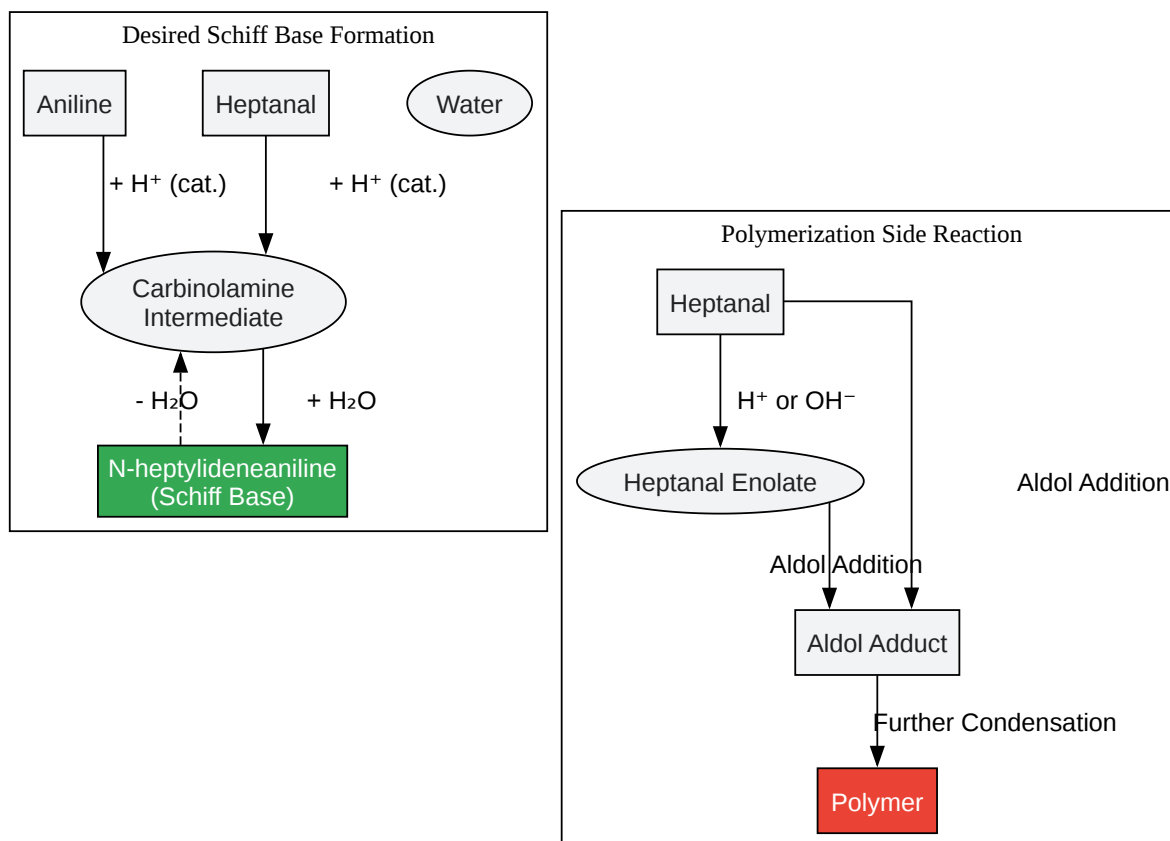 Desired Schiff Base Formation
Aniline
Heptanal
Water
+ H⁺ (cat.)
+ H⁺ (cat.)
Carbinolamine
Intermediate
- H₂O
+ H₂O
N-heptylideneaniline
(Schiff Base)
Polymerization Side Reaction
Heptanal
H⁺ or OH⁻
Heptanal Enolate
Aldol Addition
Aldol Addition
Aldol Adduct
Further Condensation
Polymer